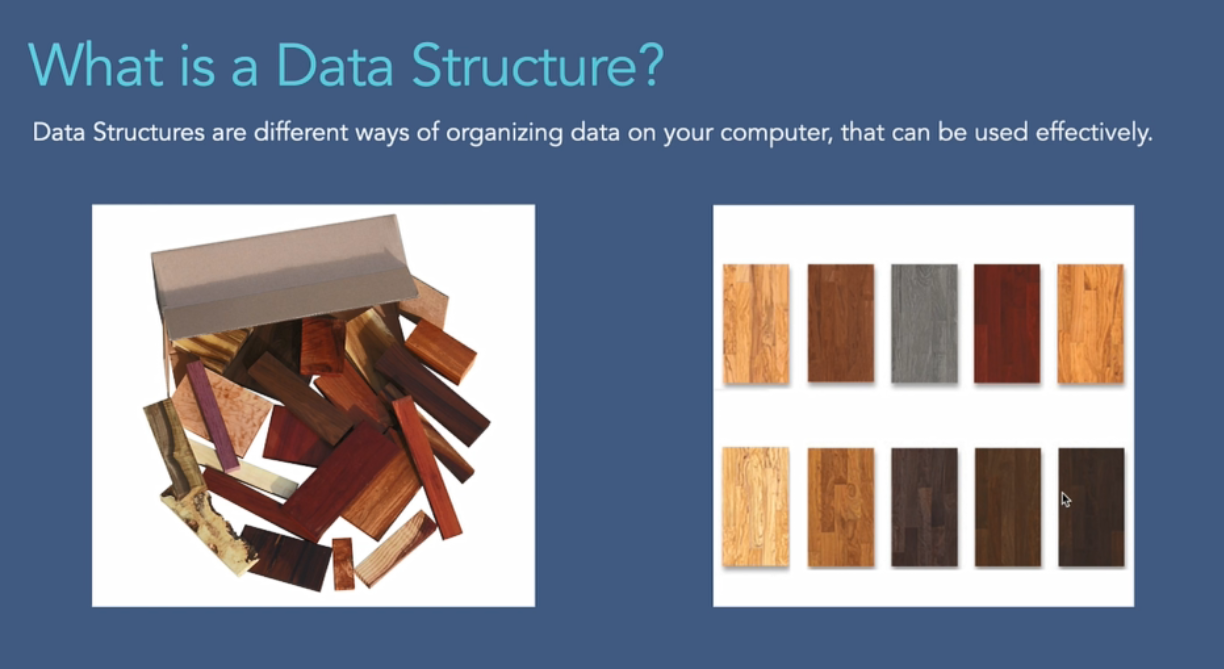 What is a Data Structure?
Data Structures are different ways of organizing data on your computer, that can be used effectively.